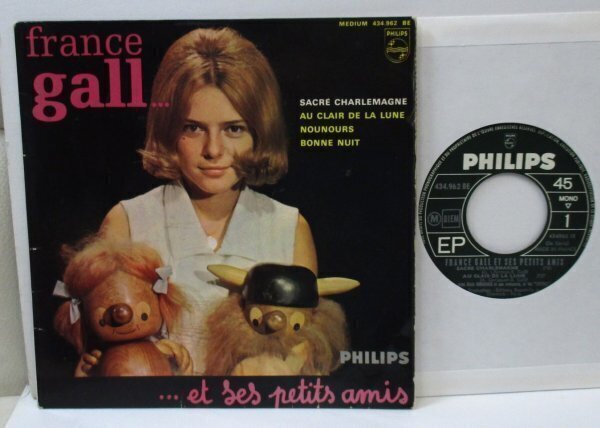 france
gall...
MEDIUM 434.962 BE
PHILIPS
SACRÉ CHARLEMAGNE
AU CLAIR DE LA LUNE
NOUNOURS
BONNE NUIT
PHILIPS
... et ses petits amis
PHILIPS
434.962 BE
45
MONO
1
BIEM
EP
FRANCE GALL ET SES PETITS AMIS
SACRE CHARLEMAGNE
AU CLAIR DE LA LUNE